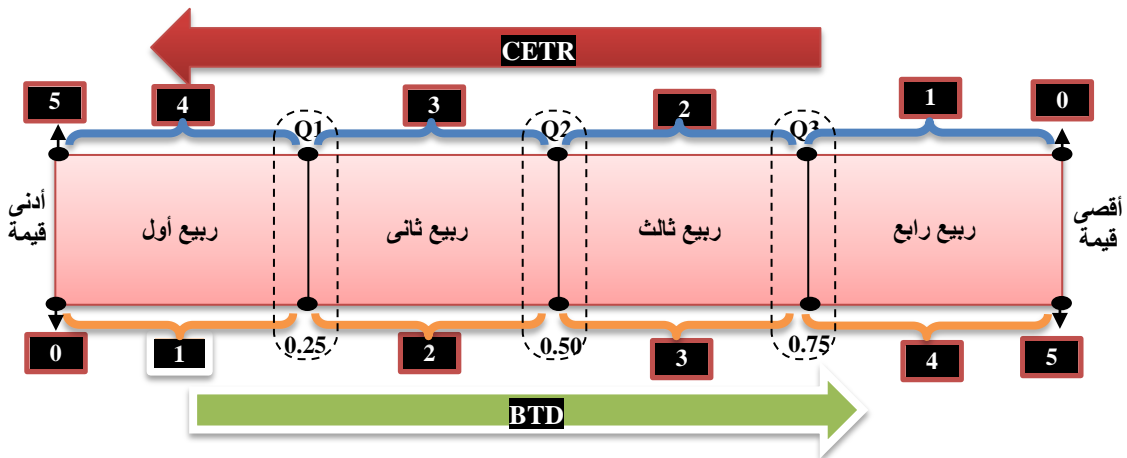 CETR
5
4
3
2
1
0
Q1
Q2
Q3
أدنى
قيمة
ربيع أول
ربيع ثانى
ربيع ثالث
ربيع رابع
أقصى
قيمة
0
1
0.25
2
0.50
3
0.75
4
5
BTD